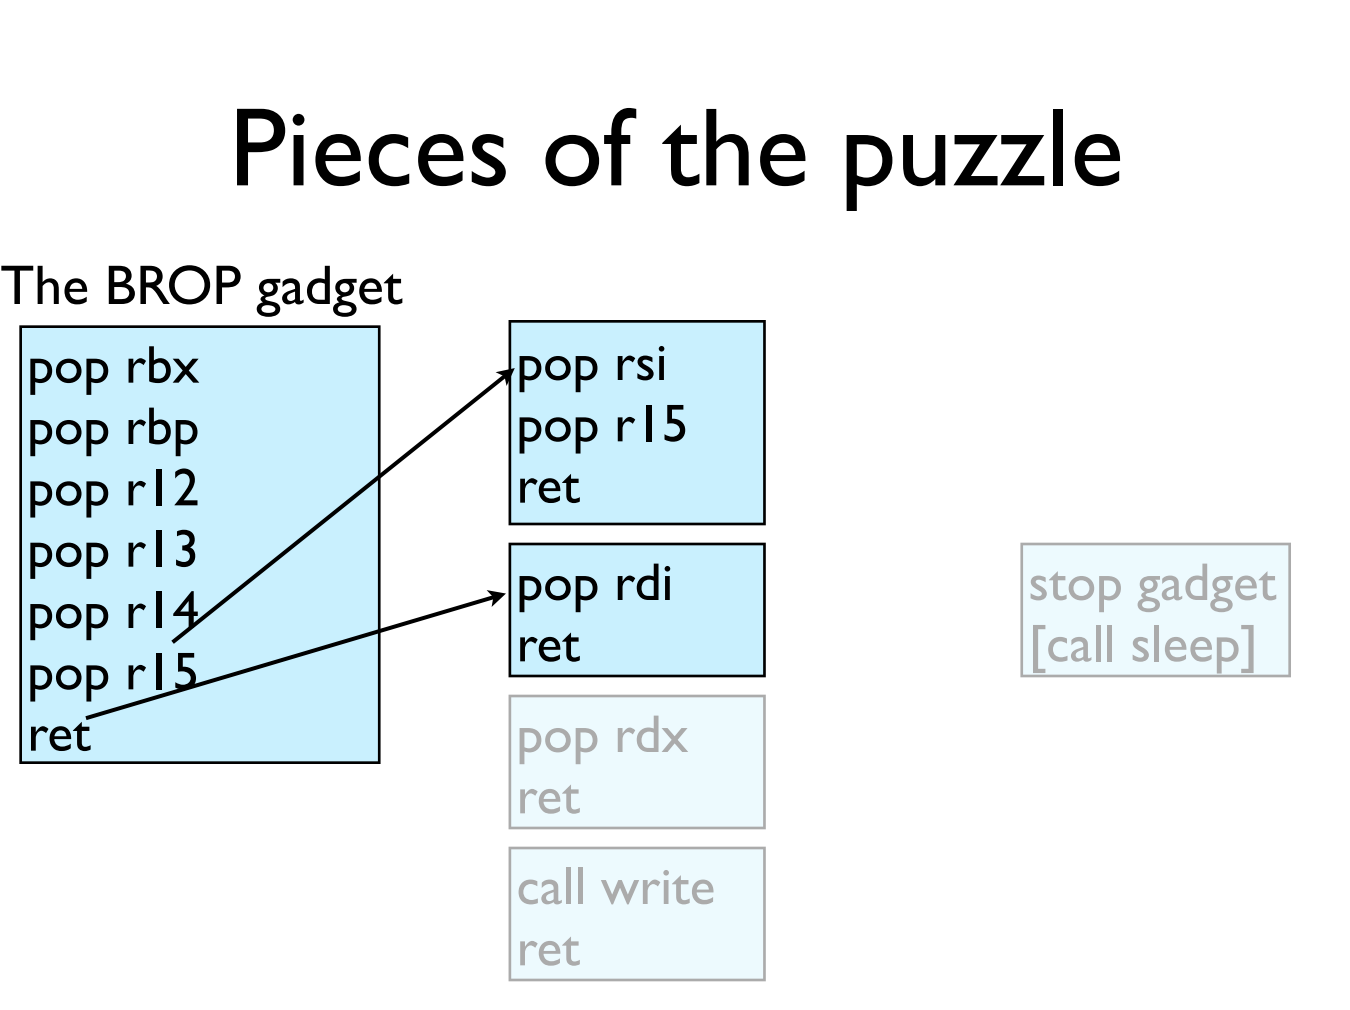 Pieces of the puzzle
The BROP gadget
pop rbx
pop rbp
pop r12
pop r13
pop r14
pop r15
ret
pop rsi
pop r15
ret
pop rdi
ret
pop rdx
ret
call write
ret
stop gadget
[call sleep]